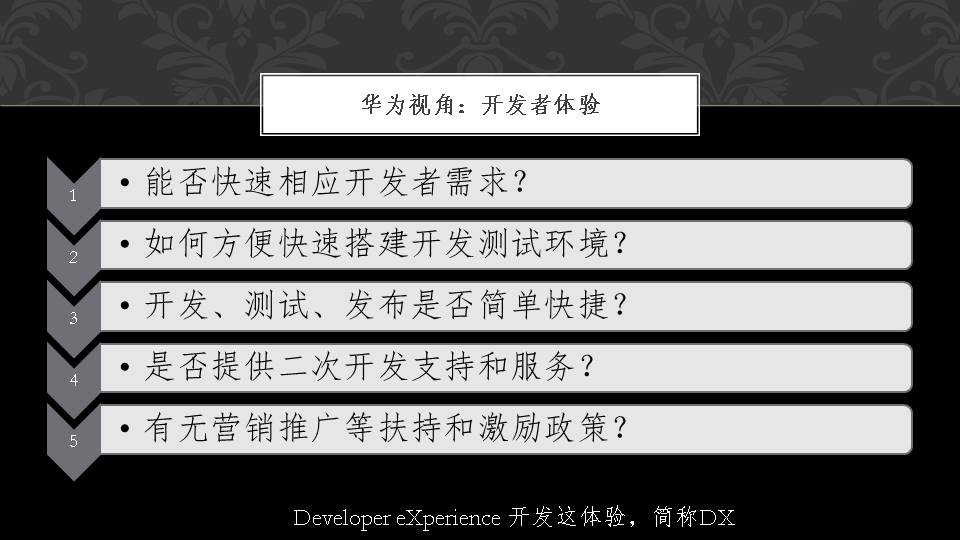 华为视角：开发者体验
1
• 能否快速相应开发者需求？
2
• 如何方便快速搭建开发测试环境？
3
• 开发、测试、发布是否简单快捷？
4
• 是否提供二次开发支持和服务？
5
• 有无营销推广等扶持和激励政策？
Developer eXperience 开发这体验，简称DX